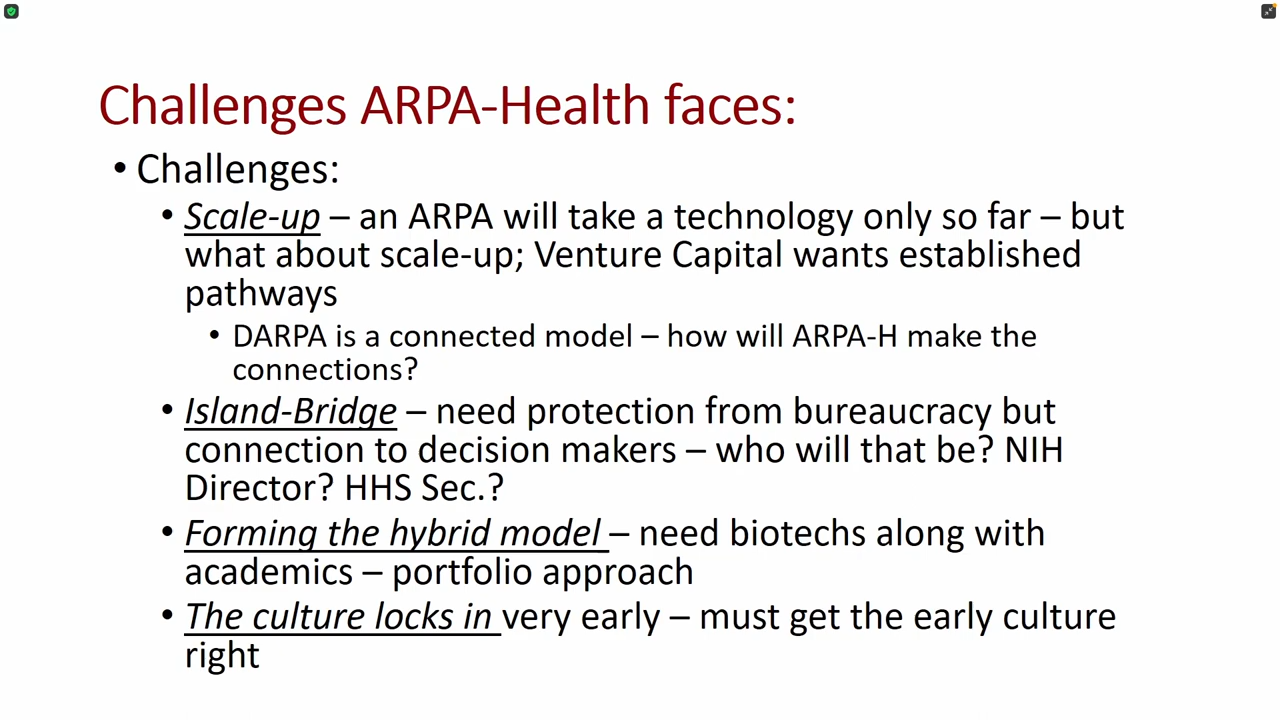 Challenges ARPA-Health faces:
• Challenges:
• Scale-up – an ARPA will take a technology only so far – but
what about scale-up; Venture Capital wants established
pathways
• DARPA is a connected model – how will ARPA-H make the
connections?
• Island-Bridge – need protection from bureaucracy but
connection to decision makers – who will that be? NIH
Director? HHS Sec.?
• Forming the hybrid model – need biotechs along with
academics – portfolio approach
• The culture locks in very early – must get the early culture
right